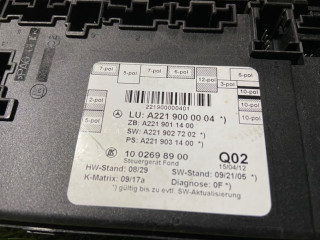 7-pol
7-pol
6-pol
6-pol
12-pol
3-pol
10-pol
10-pol
2-pol
5-pol
221900000401
LU: A221 900 00 04 *)
ZB: A221 901 14 00
SW: A221 902 72 02 *)
PS: A221 903 14 00 *)
10 0269 89 00
Steuergerät Fond
Q02
15/04/12
HW-Stand: 08/29
SW-Stand: 09/21/05 *)
K-Matrix: 09/17a
Diagnose: 0F *)
*) gültig bis zu evtl. SW-Aktualisierung